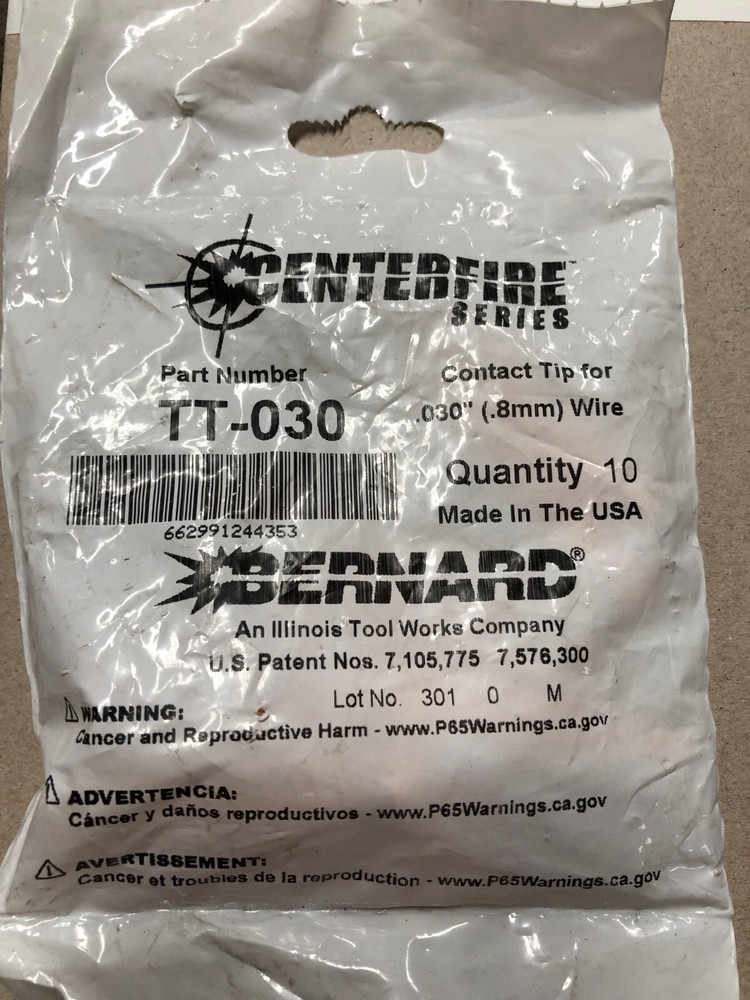 CENTERFIRE™
SERIES
Part Number
TT-030
Contact Tip for
.030" (.8mm) Wire
Quantity 10
Made In The USA
662991244353
BERNARD®
An Illinois Tool Works Company
U.S. Patent Nos. 7,105,775 7,576,300
Lot No. 301 0 M
WARNING:
Cancer and Reproductive Harm - www.P65Warnings.ca.gov
ADVERTENCIA:
Cáncer y daños reproductivos - www.P65Warnings.ca.gov
AVERTISSEMENT:
Cancer et troubles de la reproduction - www.P65Warnings.ca.gov